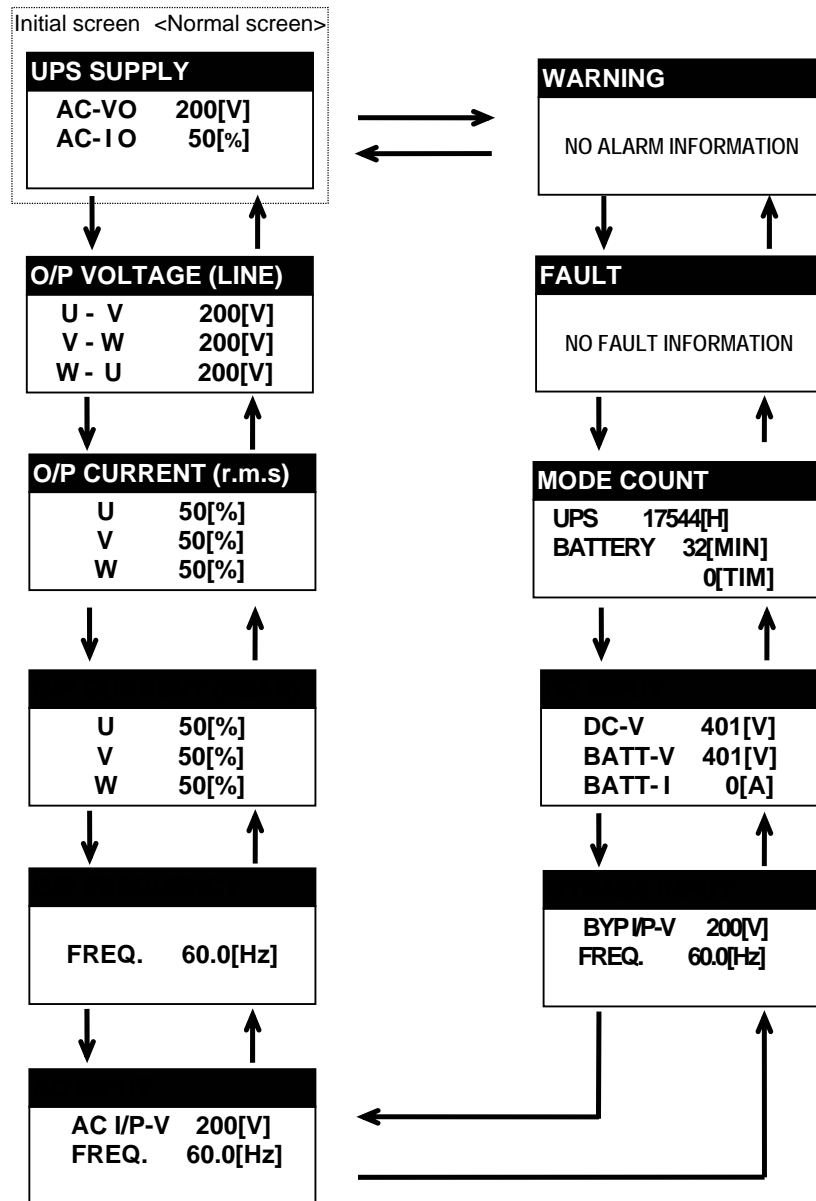 Initial screen <Normal screen>
UPS SUPPLY
AC-VO 200[V]
AC-IO 50[%]
O/P VOLTAGE (LINE)
U - V 200[V]
V - W 200[V]
W - U 200[V]
O/P CURRENT (r.m.s)
U 50[%]
V 50[%]
W 50[%]
U 50[%]
V 50[%]
W 50[%]
FREQ. 60.0[Hz]
AC I/P-V 200[V]
FREQ. 60.0[Hz]
WARNING
NO ALARM INFORMATION
FAULT
NO FAULT INFORMATION
MODE COUNT
UPS 17544[H]
BATTERY 32[MIN]
0[TIM]
DC-V 401[V]
BATT-V 401[V]
BATT-I 0[A]
BYP I/P-V 200[V]
FREQ. 60.0[Hz]